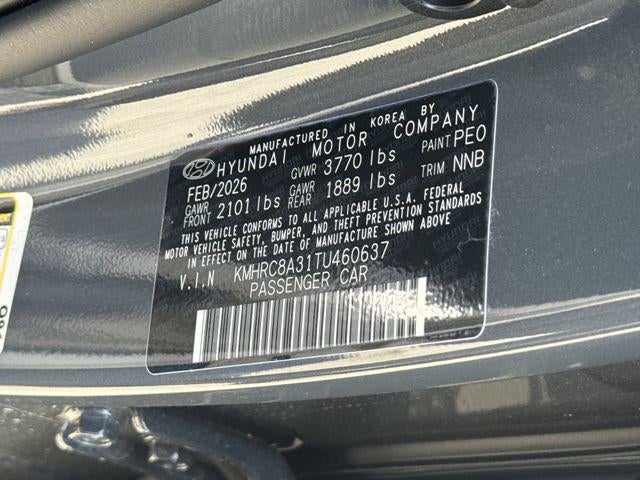 MANUFACTURED IN KOREA BY
HYUNDAI MOTOR COMPANY
FEB/2026 GVWR 3770 lbs PAINT PEO
GAWR FRONT 2101 lbs GAWR REAR 1889 lbs TRIM NNB
THIS VEHICLE CONFORMS TO ALL APPLICABLE U.S.A. FEDERAL
MOTOR VEHICLE SAFETY, BUMPER, AND THEFT PREVENTION STANDARDS
IN EFFECT ON THE DATE OF MANUFACTURE SHOWN ABOVE
V.I.N KMHRC8A31TU460637
PASSENGER CAR